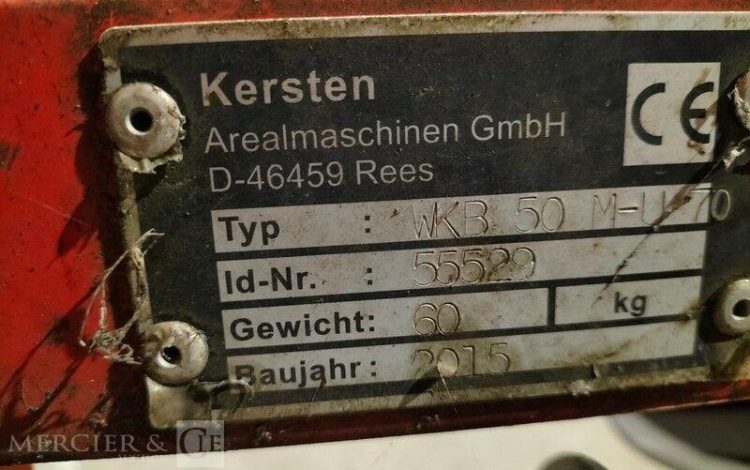 Kersten
Arealmaschinen GmbH
D-46459 Rees
CE
Typ : WKB 50 M-U 70
Id-Nr. : 55529
Gewicht: 60 kg
Baujahr : 2015
MERCIER & CIE